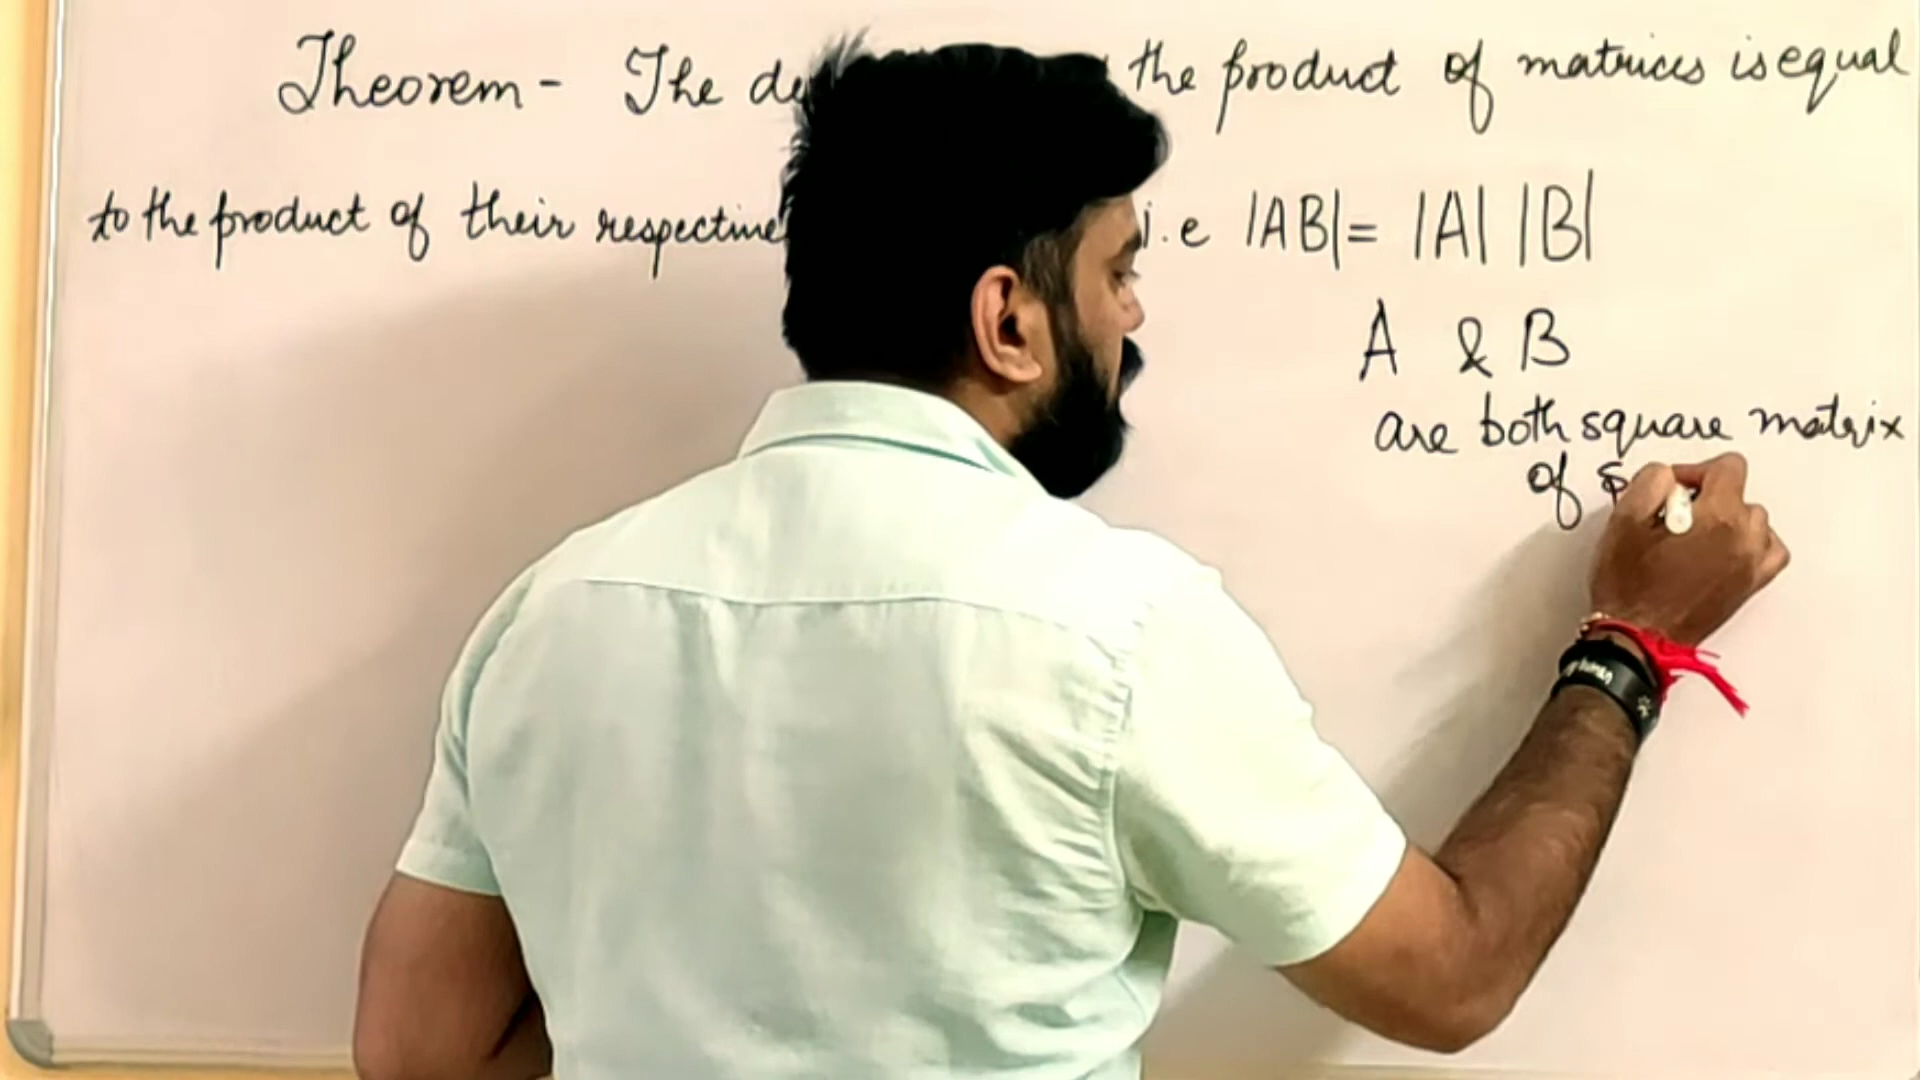 Theorem - The the product of matrices is equal
to the product of their respective i.e |AB| = |A| |B|
A & B
are both square matrix
of